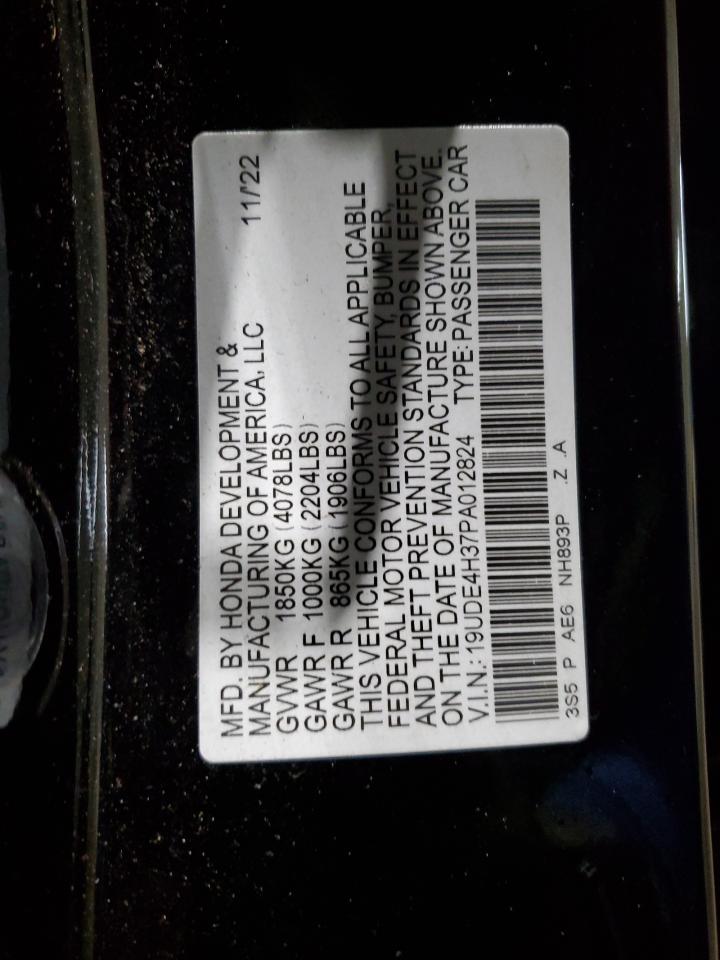 MFD. BY HONDA DEVELOPMENT &
MANUFACTURING OF AMERICA, LLC 11/'22
GVWR 1850KG (4078LBS)
GAWR F 1000KG (2204LBS)
GAWR R 865KG (1906LBS)
THIS VEHICLE CONFORMS TO ALL APPLICABLE
FEDERAL MOTOR VEHICLE SAFETY, BUMPER,
AND THEFT PREVENTION STANDARDS IN EFFECT
ON THE DATE OF MANUFACTURE SHOWN ABOVE.
V.I.N.: 19UDE4H37PA012824 TYPE: PASSENGER CAR
3S5 P AE6 NH893P .Z .A